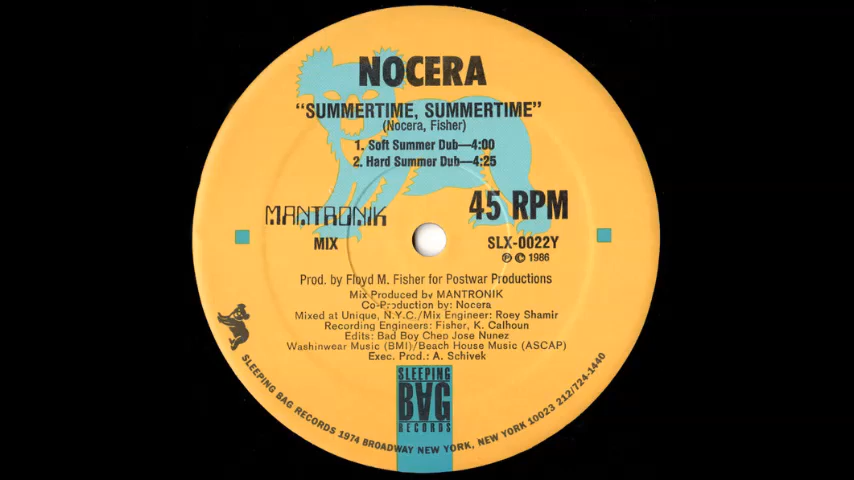 NOCERA
"SUMMERTIME, SUMMERTIME"
(Nocera, Fisher)
1. Soft Summer Dub—4:00
2. Hard Summer Dub—4:25
MANTRONIK
MIX
45 RPM
SLX-0022Y
℗ © 1986
Prod. by Floyd M. Fisher for Postwar Productions
Mix Produced by MANTRONIK
Co-Production by: Nocera
Mixed at Unique, N.Y.C./Mix Engineer: Roey Shamir
Recording Engineers: Fisher, K. Calhoun
Edits: Bad Boy Chep Jose Nunez
Washinwear Music (BMI)/Beach House Music (ASCAP)
Exec. Prod.: A. Schivek
SLEEPING
BAG
RECORDS
SLEEPING BAG RECORDS 1974 BROADWAY NEW YORK, NEW YORK 10023 212/724-1440